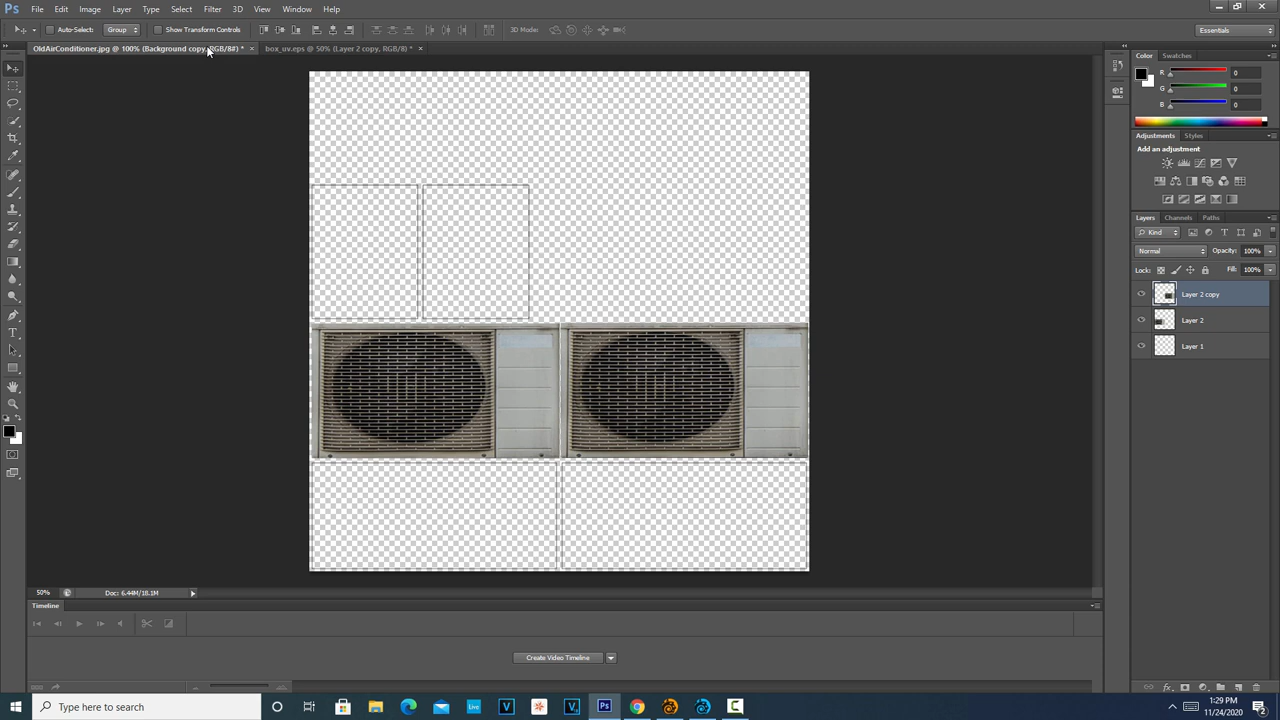 Ps File Edit Image Layer Type Select Filter 3D View Window Help
Auto-Select: Group Show Transform Controls 3D Mode: Essentials
OldAirConditioner.jpg @ 100% (Background copy, RGB/8#) * × box_uv.eps @ 50% (Layer 2 copy, RGB/8) * ×
Color Swatches
R 0
G 0
B 0
Adjustments Styles
Add an adjustment
Layers Channels Paths
Kind
Normal Opacity: 100%
Lock: Fill: 100%
Layer 2 copy
Layer 2
Layer 1
50% Doc: 6.44M/18.1M
Timeline
Create Video Timeline
Type here to search
Live
Ps
1:29 PM
11/24/2020
2